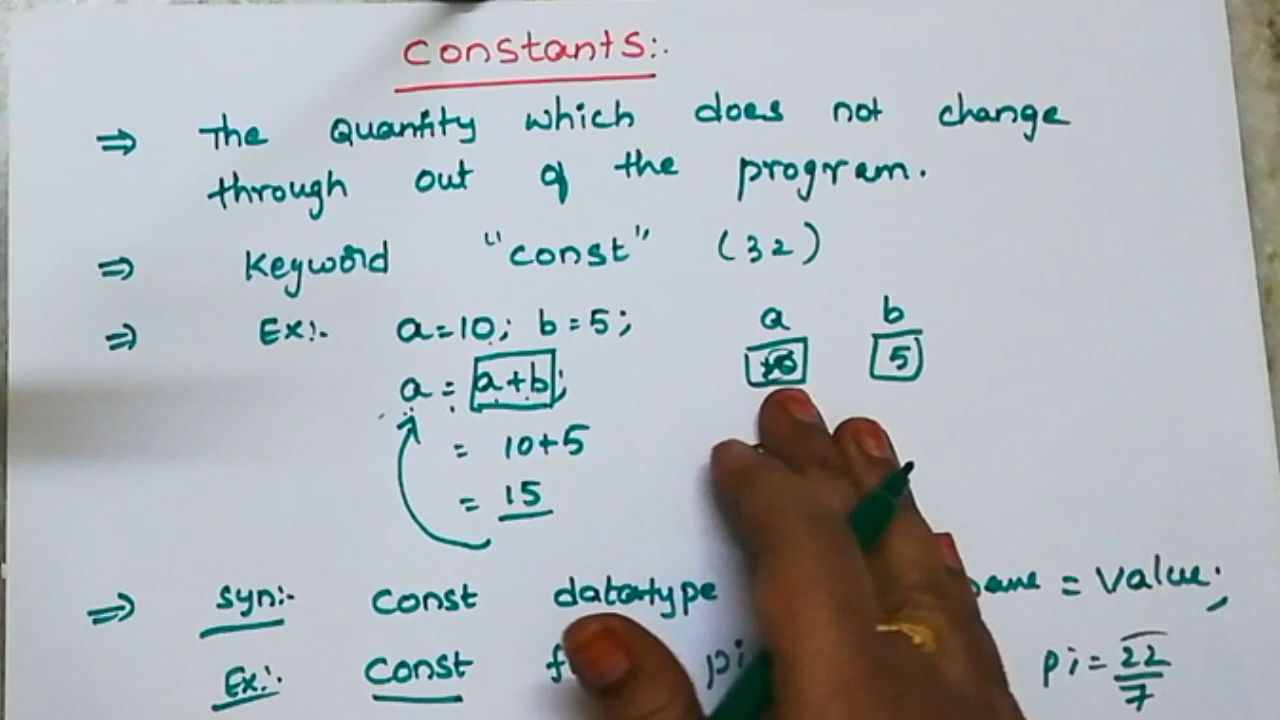 Constants:.
⇒ The Quantity which does not change
through out of the program.
⇒ Keyword "const" (32)
⇒ Ex:. a=10; b=5; a b
a = a+b; 5
= 10+5
= 15
⇒ syn:. const datatype = value;
Ex:. const pi pi = 22/7